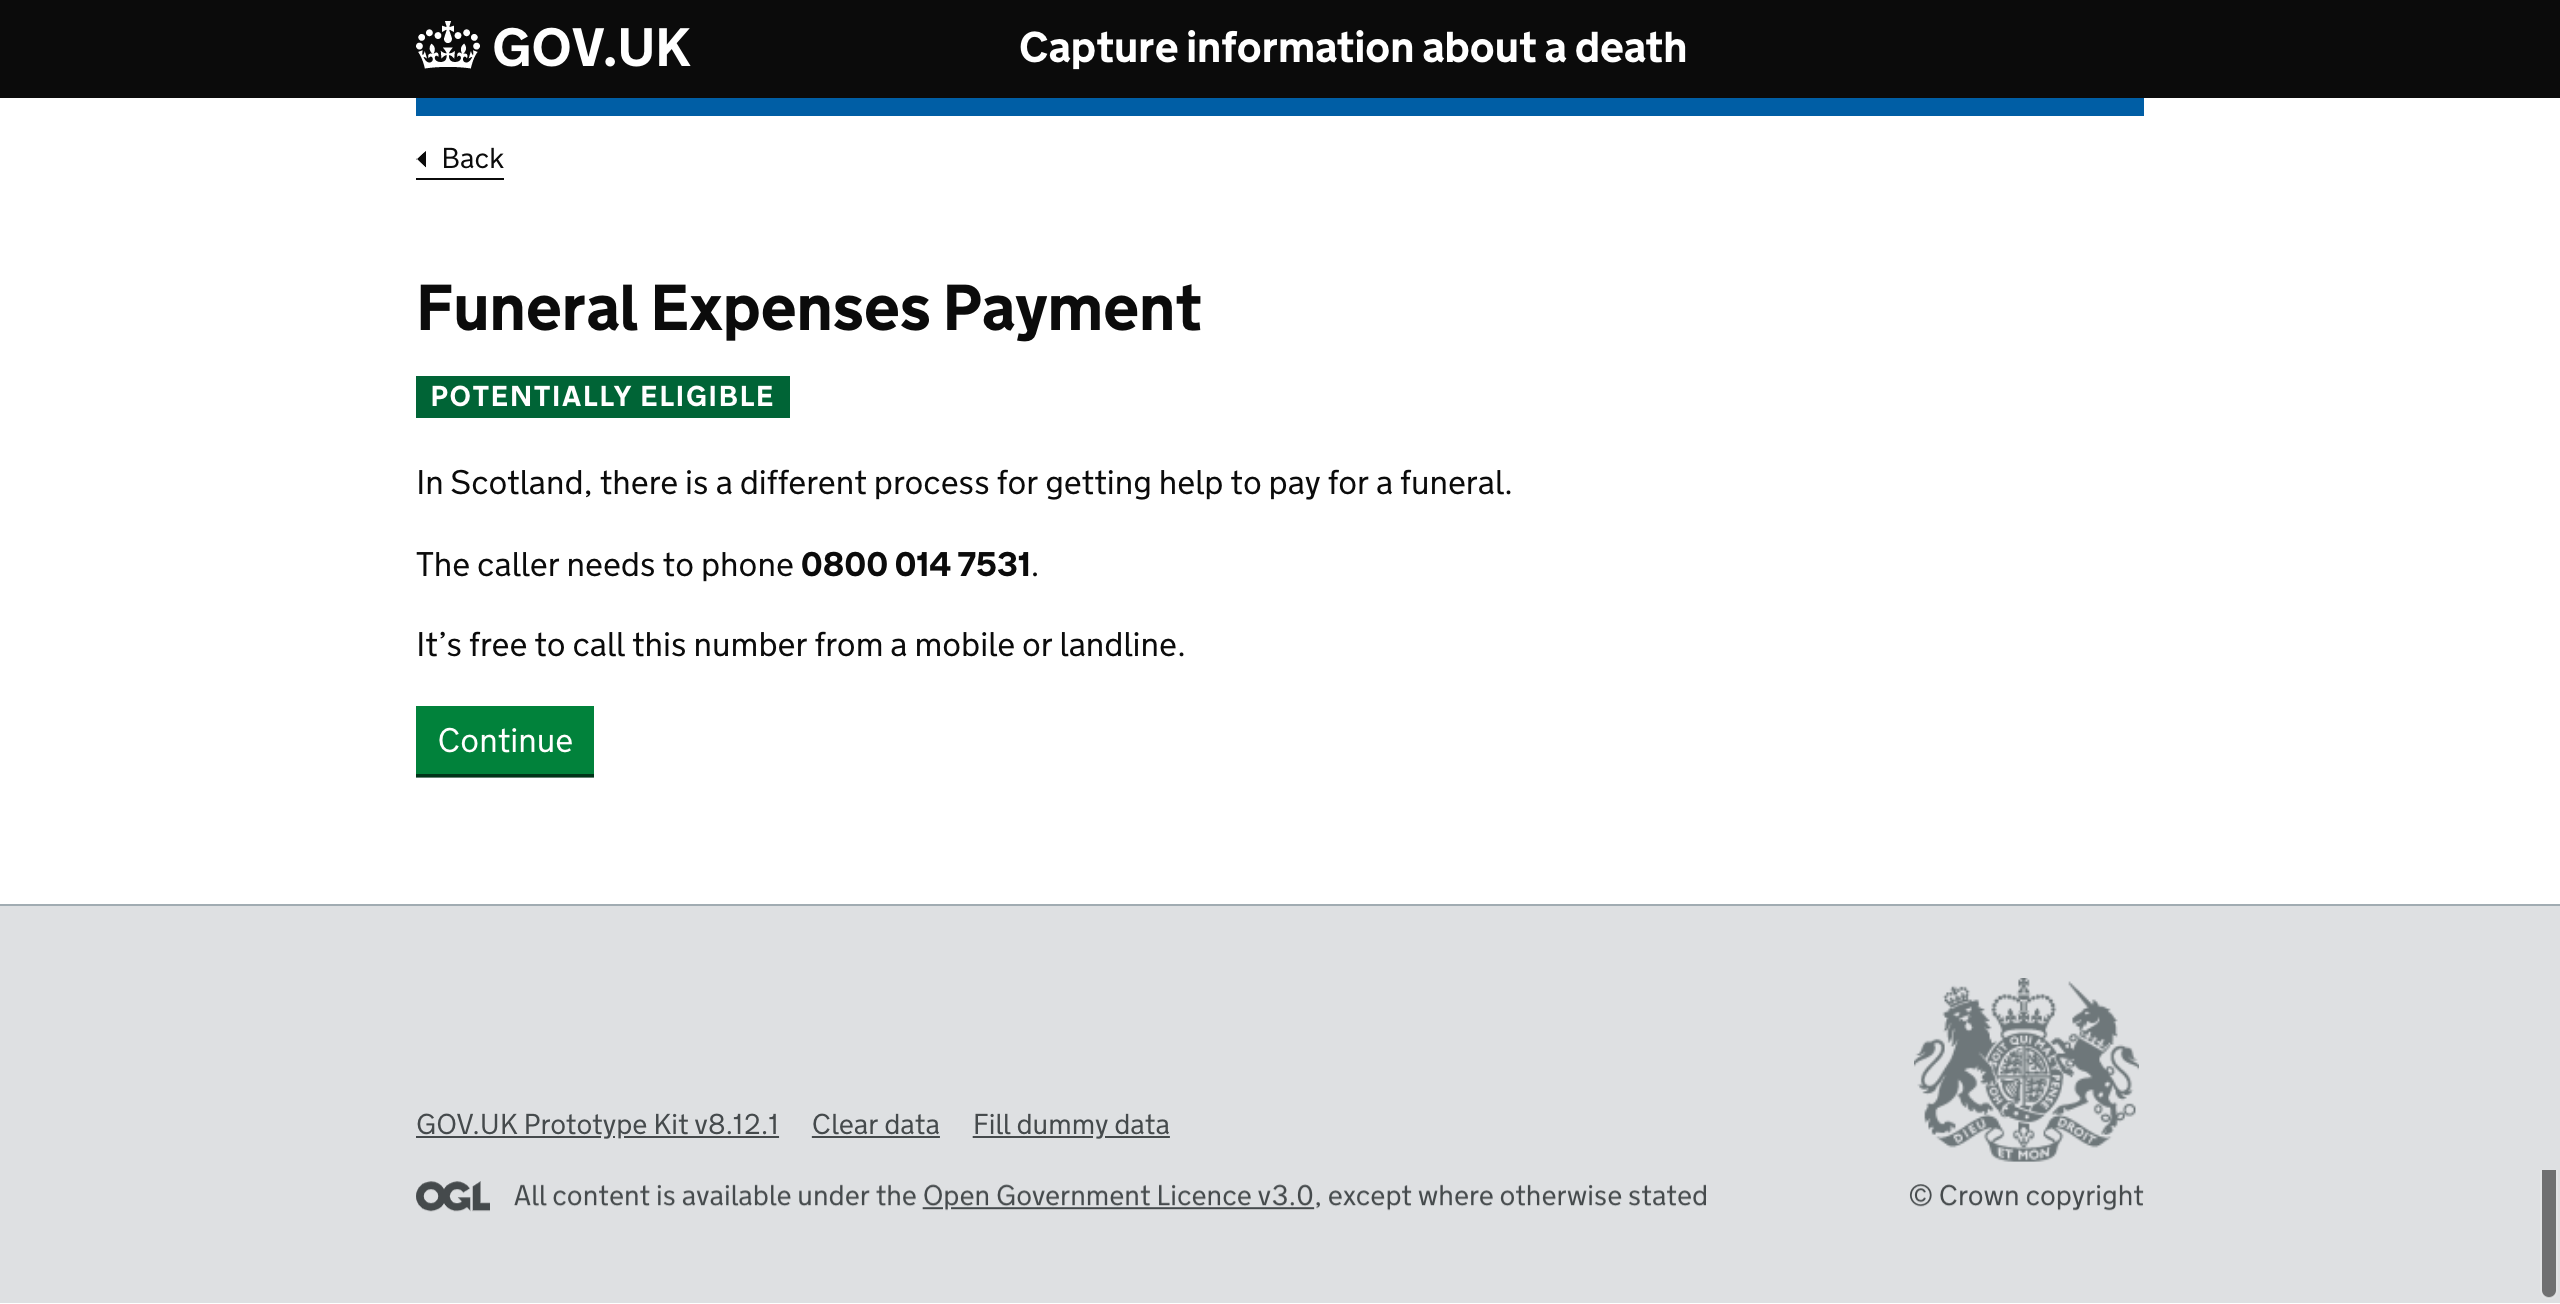 GOV.UK
Capture information about a death
Back
Funeral Expenses Payment
POTENTIALLY ELIGIBLE
In Scotland, there is a different process for getting help to pay for a funeral.
The caller needs to phone 0800 014 7531.
It’s free to call this number from a mobile or landline.
Continue
GOV.UK Prototype Kit v8.12.1 Clear data Fill dummy data
OGL All content is available under the Open Government Licence v3.0, except where otherwise stated
DIEU ET MON DROIT
© Crown copyright